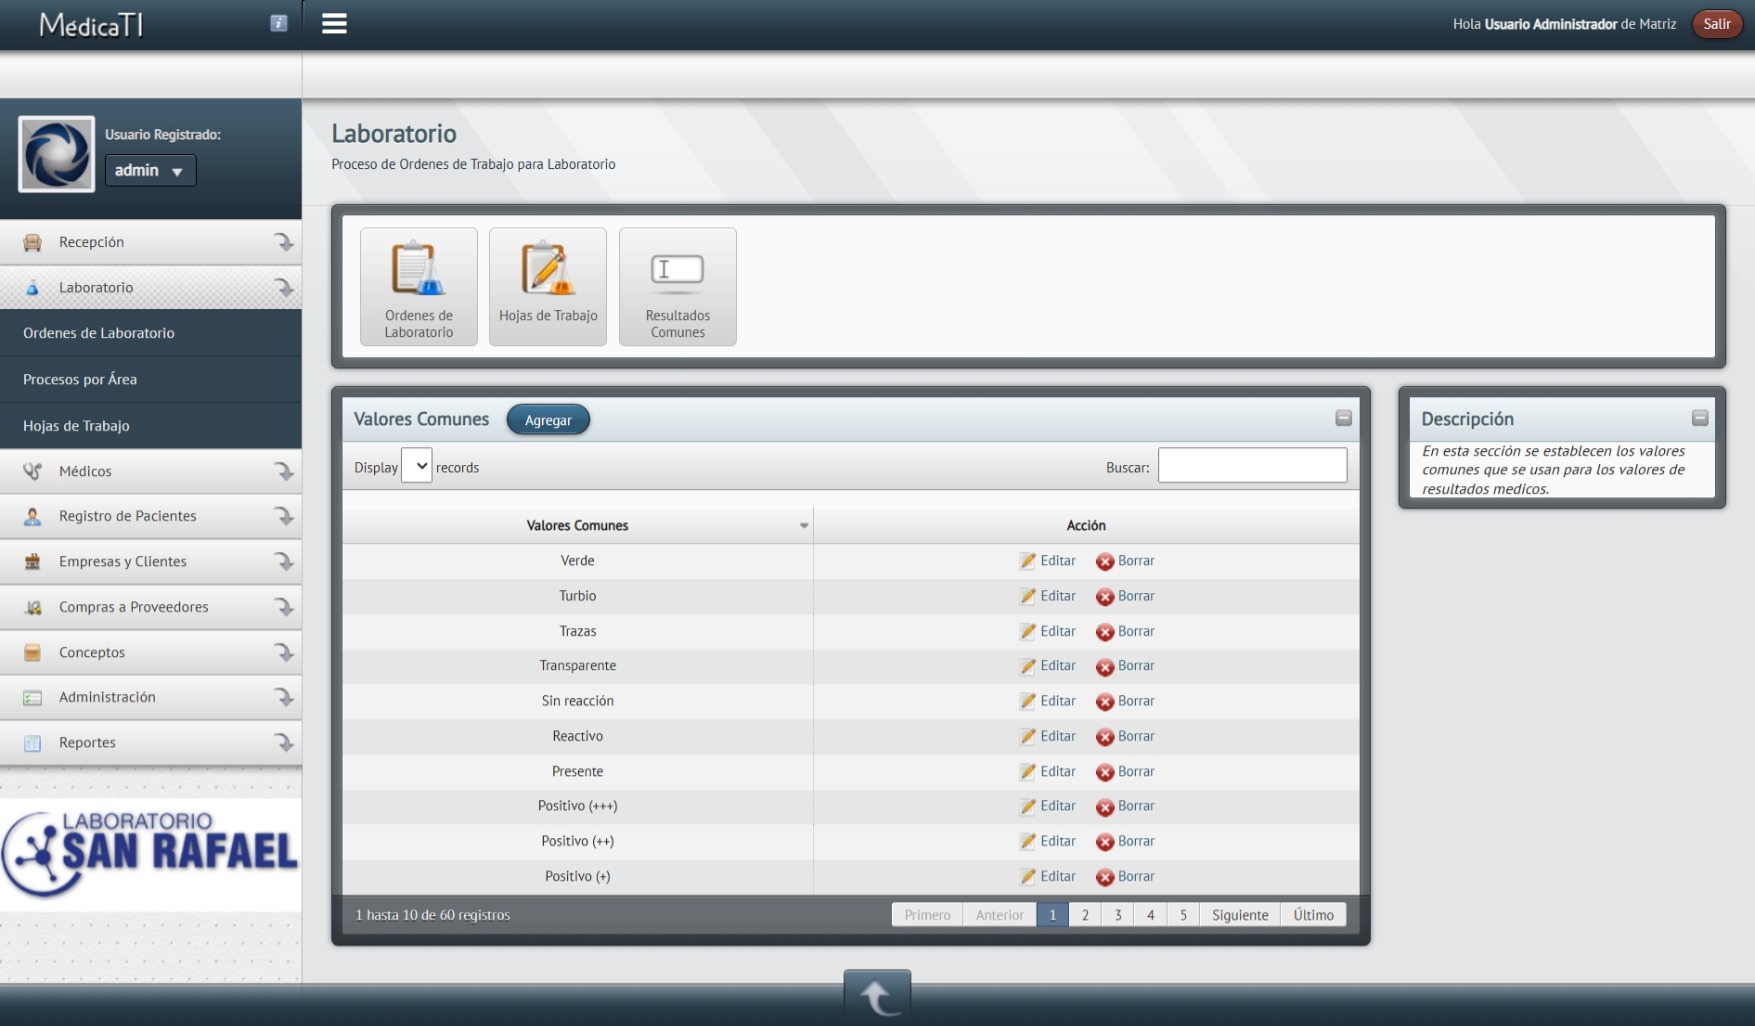 MédicaTI
Hola Usuario Administrador de Matriz
Salir
Usuario Registrado:
admin
Recepción
Laboratorio
Ordenes de Laboratorio
Procesos por Área
Hojas de Trabajo
Médicos
Registro de Pacientes
Empresas y Clientes
Compras a Proveedores
Conceptos
Administración
Reportes
LABORATORIO
SAN RAFAEL
Laboratorio
Proceso de Ordenes de Trabajo para Laboratorio
Ordenes de
Laboratorio
Hojas de Trabajo
Resultados
Comunes
Valores Comunes
Agregar
Display records
Buscar:
Valores Comunes Acción
Verde Editar Borrar
Turbio Editar Borrar
Trazas Editar Borrar
Transparente Editar Borrar
Sin reacción Editar Borrar
Reactivo Editar Borrar
Presente Editar Borrar
Positivo (+++) Editar Borrar
Positivo (++) Editar Borrar
Positivo (+) Editar Borrar
1 hasta 10 de 60 registros
Primero Anterior 1 2 3 4 5 Siguiente Último
Descripción
En esta sección se establecen los valores
comunes que se usan para los valores de
resultados medicos.